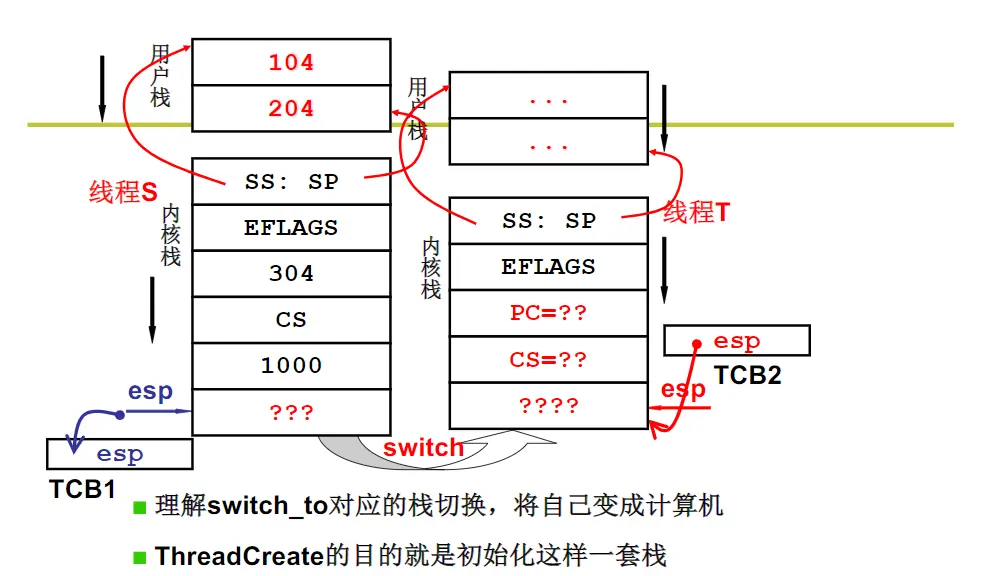 用户栈
104
204
线程S
内核栈
SS: SP
EFLAGS
304
CS
1000
???
esp
esp
TCB1
用户栈
...
...
线程T
内核栈
SS: SP
EFLAGS
PC=??
CS=??
????
esp
TCB2
esp
switch
理解switch_to对应的栈切换，将自己变成计算机
ThreadCreate的目的就是初始化这样一套栈